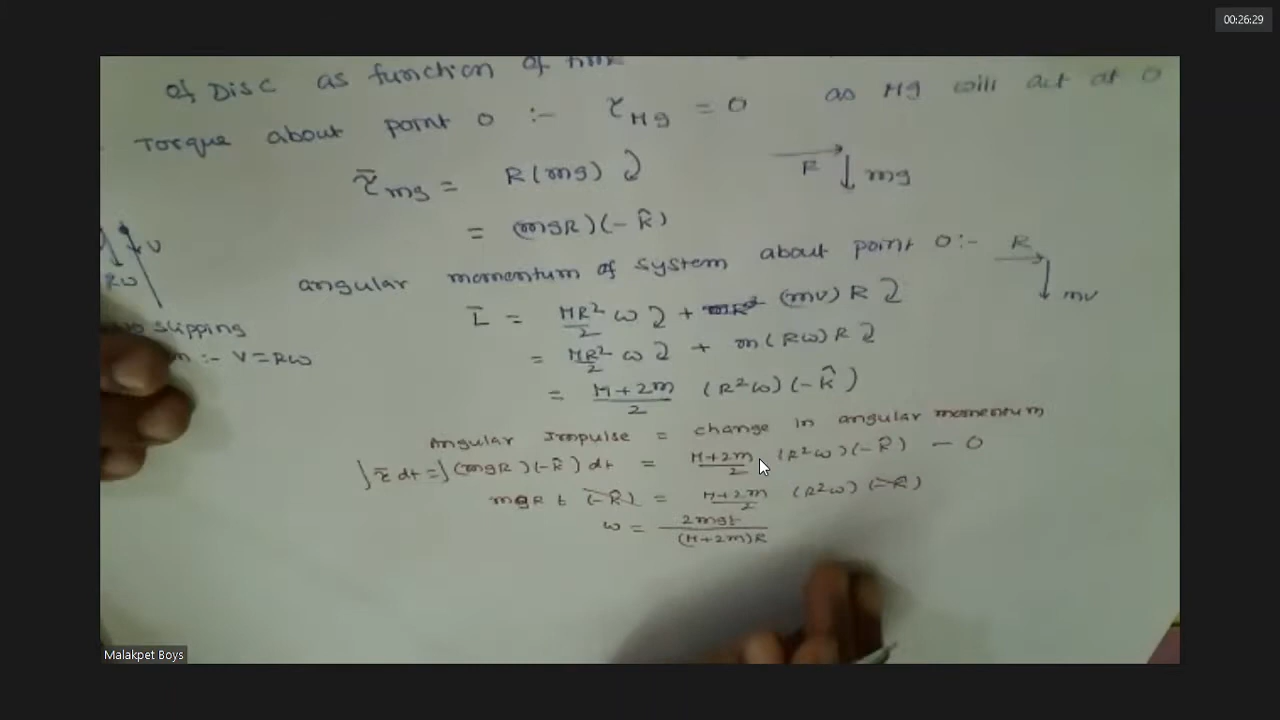 00:26:29
of Disc as function of time
Torque about point O :- τMg = 0 as Mg will act at O
τ̄mg = R(mg) ↻
R mg
= (mgR)(-k̂)
V
Rω
angular momentum of system about point O:-
R
mv
L̄ = MR²/2 ω ↻ + (mv) R ↻
slipping
= MR²/2 ω ↻ + m(Rω)R ↻
:- V=Rω
= M+2m/2 (R²ω)(-k̂)
Angular Impulse = change in angular momentum
∫τ̄ dt = ∫(mgR)(-k̂) dt = M+2m/2 (R²ω)(-k̂) - 0
mgR t (-k̂) = M+2m/2 (R²ω)(-k̂)
ω = 2mgt/(M+2m)R
Malakpet Boys